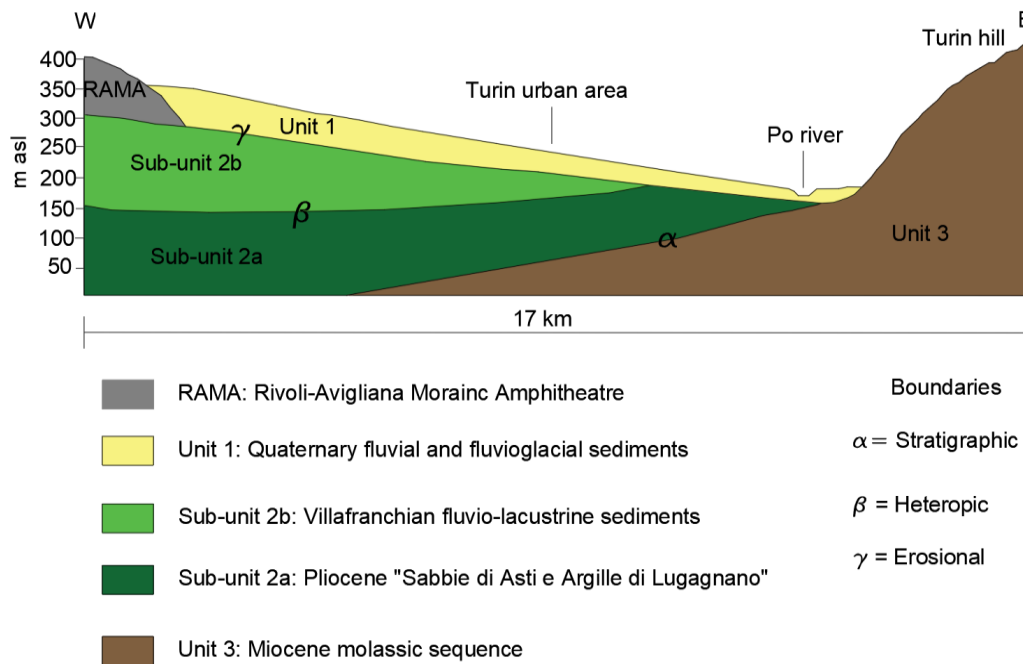 W
E
Turin hill
400
350
300
250
200
150
100
50
m asl
RAMA
Unit 1
Turin urban area
Po river
γ
Sub-unit 2b
β
α
Sub-unit 2a
Unit 3
17 km
RAMA: Rivoli-Avigliana Morainc Amphitheatre
Unit 1: Quaternary fluvial and fluvioglacial sediments
Sub-unit 2b: Villafranchian fluvio-lacustrine sediments
Sub-unit 2a: Pliocene "Sabbie di Asti e Argille di Lugagnano"
Unit 3: Miocene molassic sequence
Boundaries
α = Stratigraphic
β = Heteropic
γ = Erosional